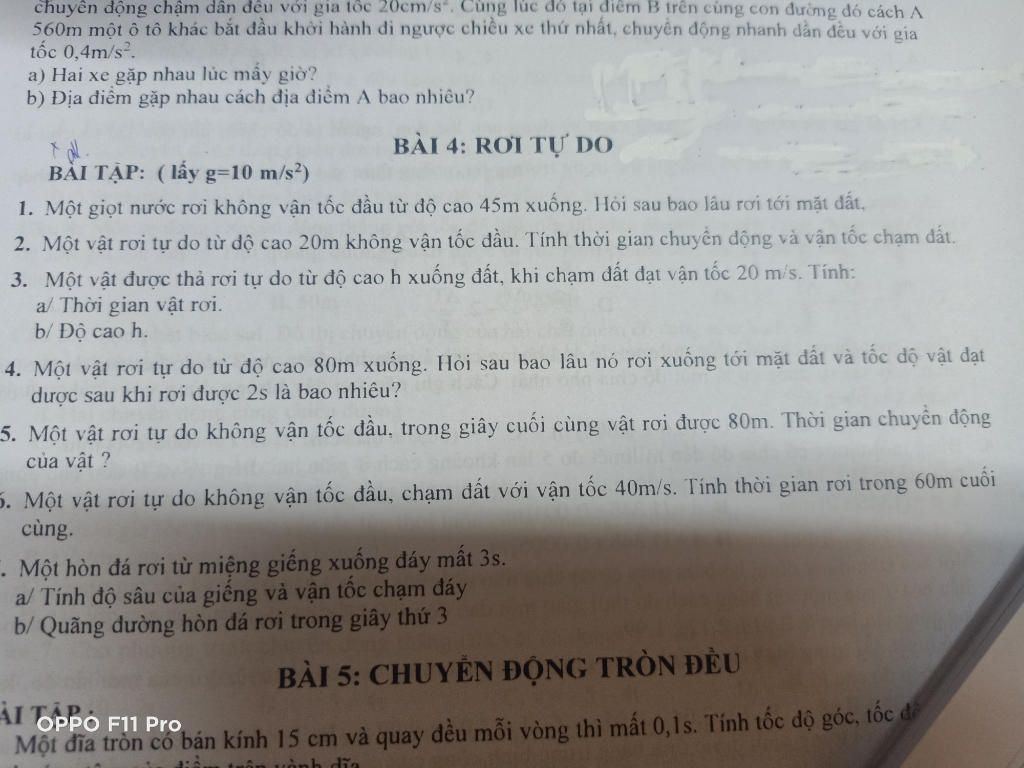 chuyển động chậm dần đều với gia tốc 20cm/s². Cùng lúc đó tại điểm B trên cùng con đường đó cách A
560m một ô tô khác bắt đầu khởi hành đi ngược chiều xe thứ nhất, chuyển động nhanh dần đều với gia
tốc 0,4m/s².
a) Hai xe gặp nhau lúc mấy giờ?
b) Địa điểm gặp nhau cách địa điểm A bao nhiêu?
BÀI 4: RƠI TỰ DO
BÀI TẬP: ( lấy g=10 m/s²)
1. Một giọt nước rơi không vận tốc đầu từ độ cao 45m xuống. Hỏi sau bao lâu rơi tới mặt đất.
2. Một vật rơi tự do từ độ cao 20m không vận tốc đầu. Tính thời gian chuyển động và vận tốc chạm đất.
3. Một vật được thả rơi tự do từ độ cao h xuống đất, khi chạm đất đạt vận tốc 20 m/s. Tính:
a/ Thời gian vật rơi.
b/ Độ cao h.
4. Một vật rơi tự do từ độ cao 80m xuống. Hỏi sau bao lâu nó rơi xuống tới mặt đất và tốc độ vật đạt
được sau khi rơi được 2s là bao nhiêu?
5. Một vật rơi tự do không vận tốc đầu, trong giây cuối cùng vật rơi được 80m. Thời gian chuyển động
của vật ?
Một vật rơi tự do không vận tốc đầu, chạm đất với vận tốc 40m/s. Tính thời gian rơi trong 60m cuối
cùng.
. Một hòn đá rơi từ miệng giếng xuống đáy mất 3s.
a/ Tính độ sâu của giếng và vận tốc chạm đáy
b/ Quãng đường hòn đá rơi trong giây thứ 3
BÀI 5: CHUYỂN ĐỘNG TRÒN ĐỀU
ÀI TẬP:
OPPO F11 Pro
Một đĩa tròn có bán kính 15 cm và quay đều mỗi vòng thì mất 0,1s. Tính tốc độ góc, tốc
điểm trên vành đĩa